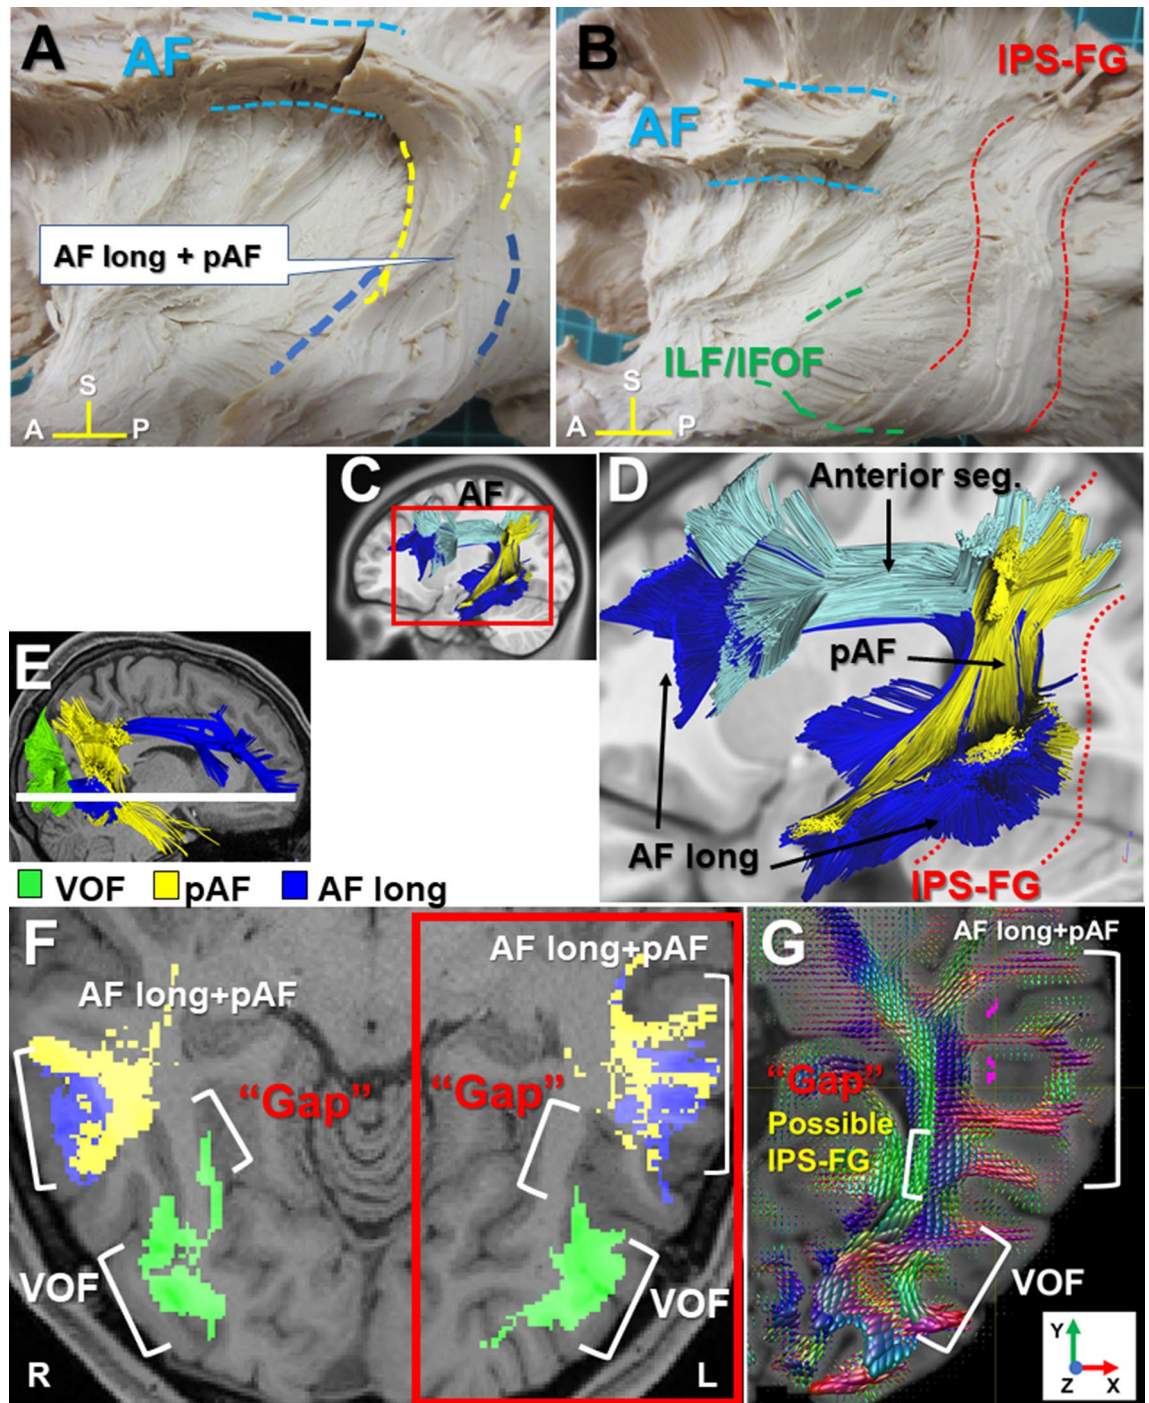 A
AF
AF long + pAF
S
A P
B
IPS-FG
AF
ILF/IFOF
S
A P
C
AF
D
Anterior seg.
pAF
AF long
IPS-FG
E
VOF pAF AF long
F
AF long+pAF
AF long+pAF
"Gap"
"Gap"
VOF
VOF
R
L
G
AF long+pAF
"Gap"
Possible
IPS-FG
VOF
Y
Z X